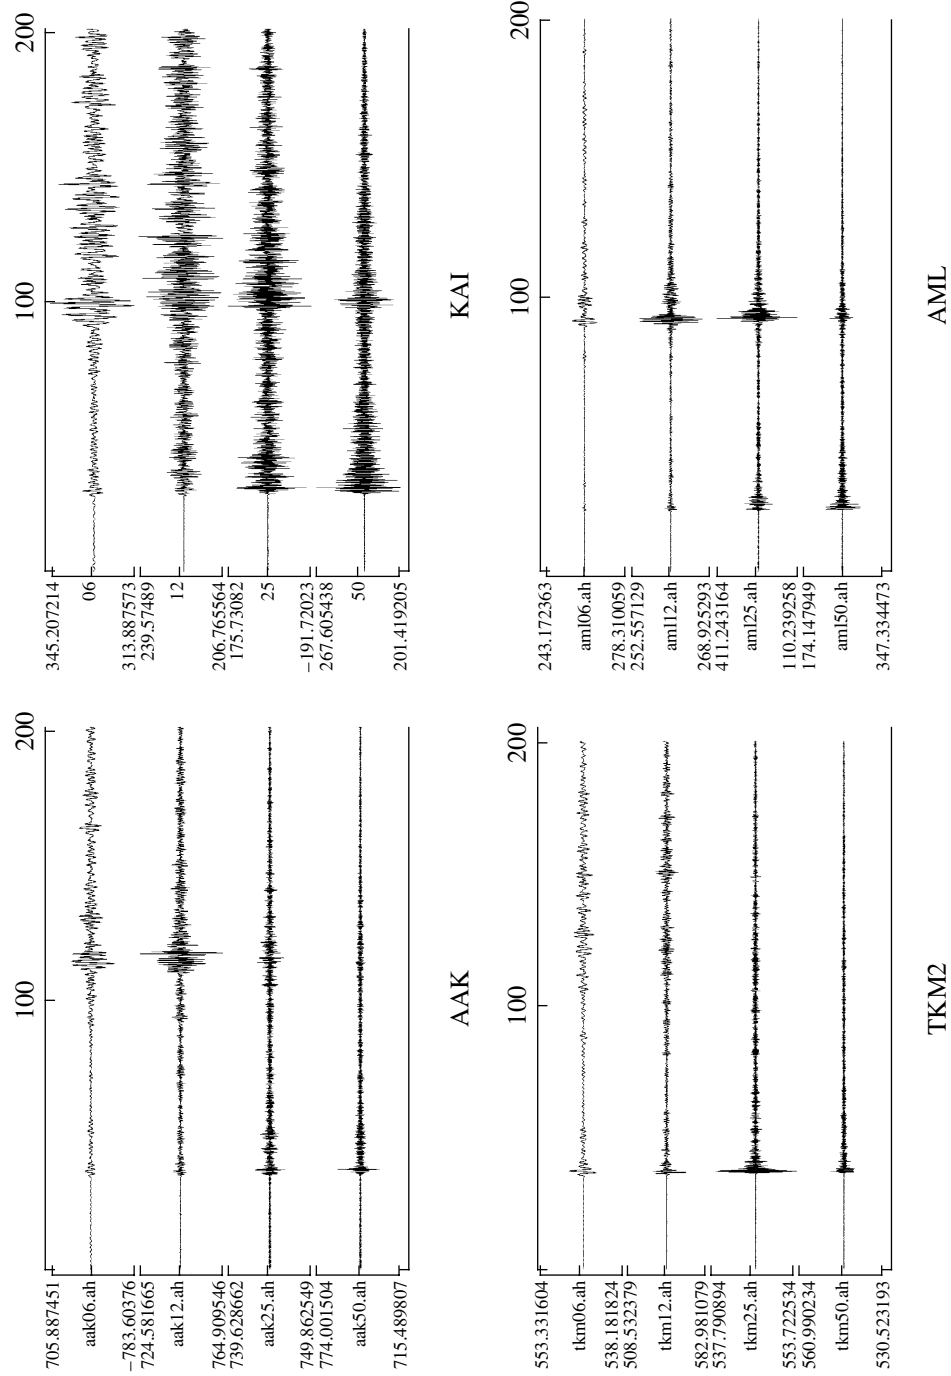 100
200
705.887451
aak06.ah
−783.60376
724.581665
aak12.ah
764.909546
739.628662
aak25.ah
749.862549
774.001504
aak50.ah
715.489807
AAK
100
200
345.207214
06
313.887573
239.57489
12
206.765564
175.73082
25
−191.72023
267.605438
50
201.419205
KAI
100
200
553.331604
tkm06.ah
538.181824
508.532379
tkm12.ah
582.981079
537.790894
tkm25.ah
553.722534
560.990234
tkm50.ah
530.523193
TKM2
100
200
243.172363
aml06.ah
278.310059
252.557129
aml12.ah
268.925293
411.243164
aml25.ah
110.239258
174.147949
aml50.ah
347.334473
AML